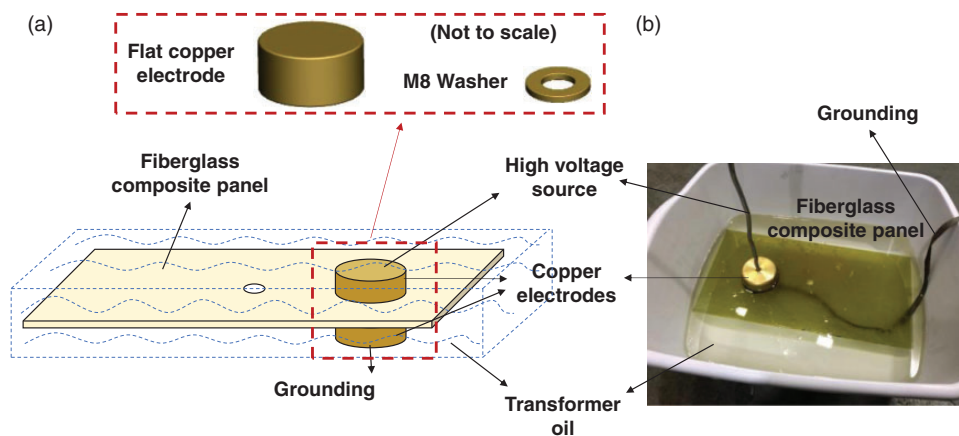 (a)
(Not to scale)
Flat copper
electrode
M8 Washer
Fiberglass
composite panel
High voltage
source
Copper
electrodes
Grounding
Transformer
oil
(b)
Grounding
Fiberglass
composite panel